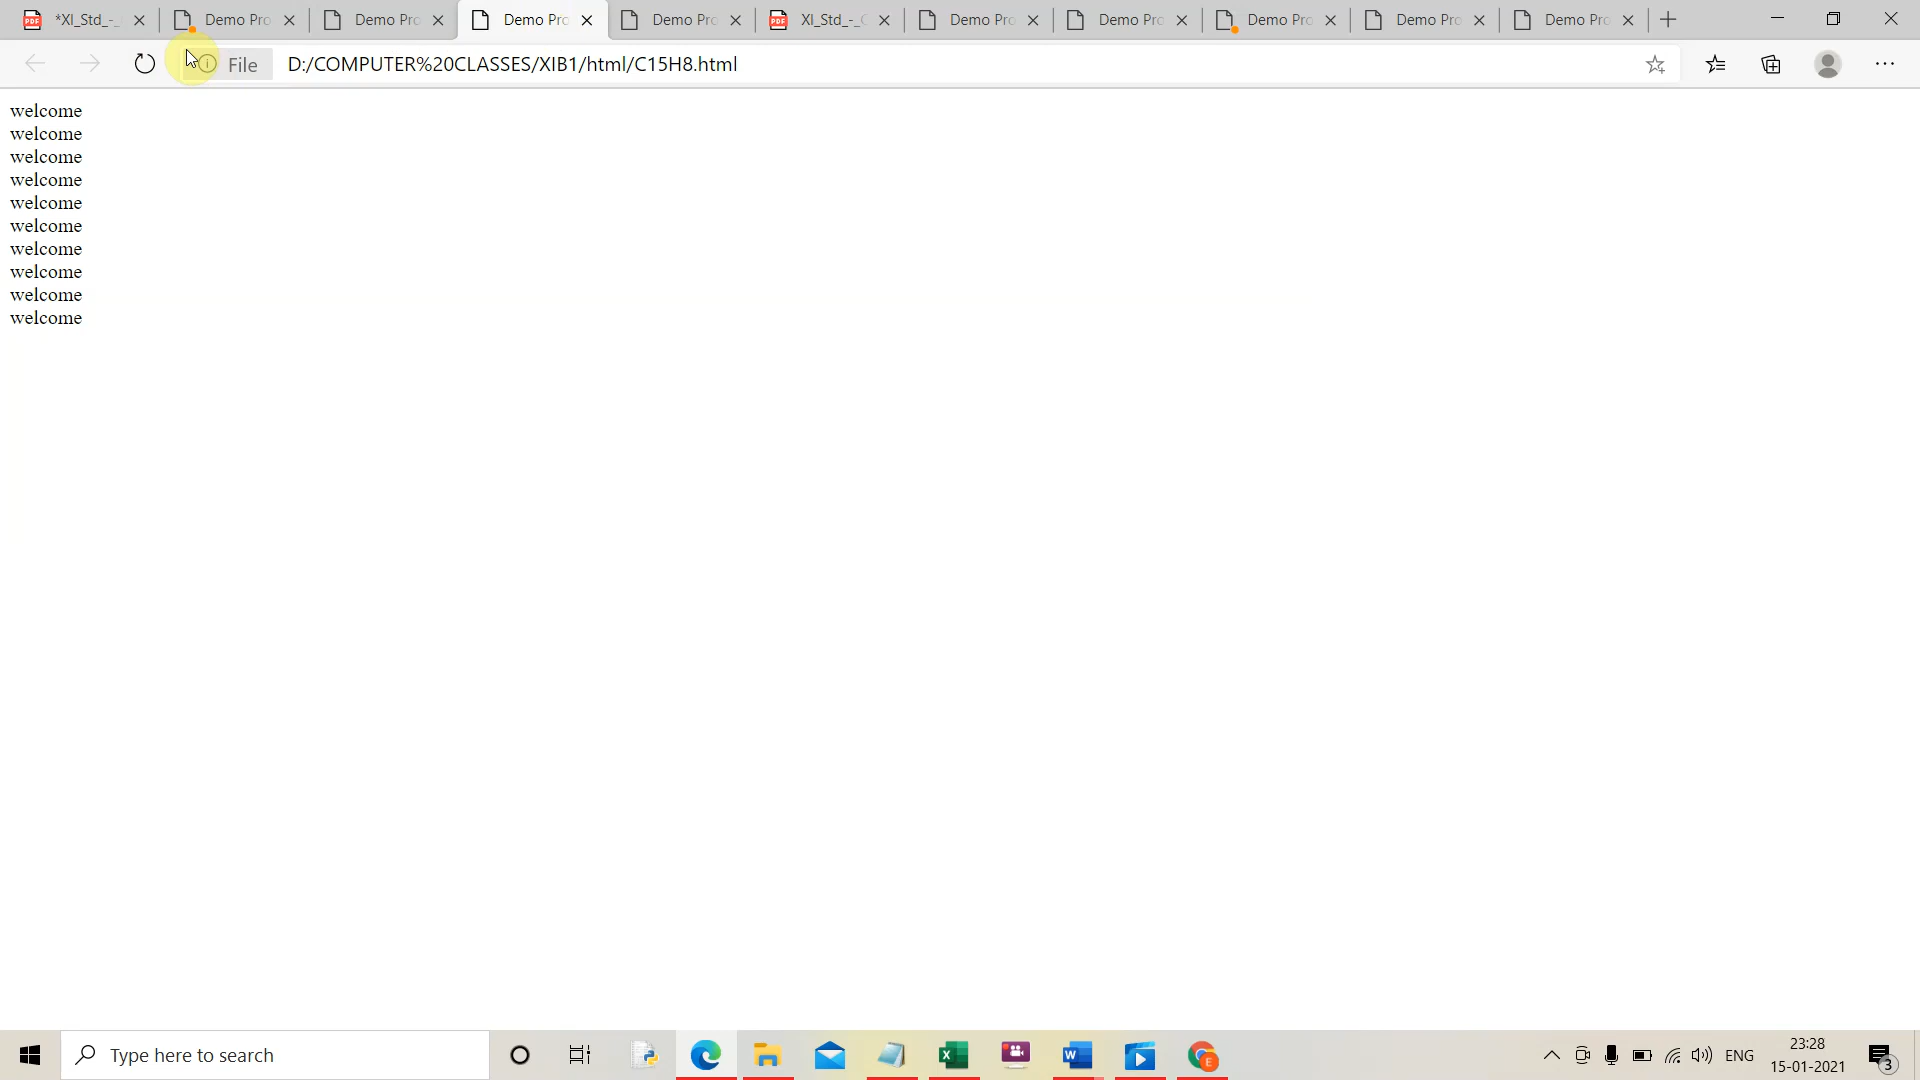 *XI_Std_-_ Demo Pro Demo Pro Demo Pro Demo Pro XI_Std_-_C Demo Pro Demo Pro Demo Pro Demo Pro Demo Pro
File D:/COMPUTER%20CLASSES/XIB1/html/C15H8.html
welcome
welcome
welcome
welcome
welcome
welcome
welcome
welcome
welcome
welcome
Type here to search
ENG
23:28
15-01-2021
3